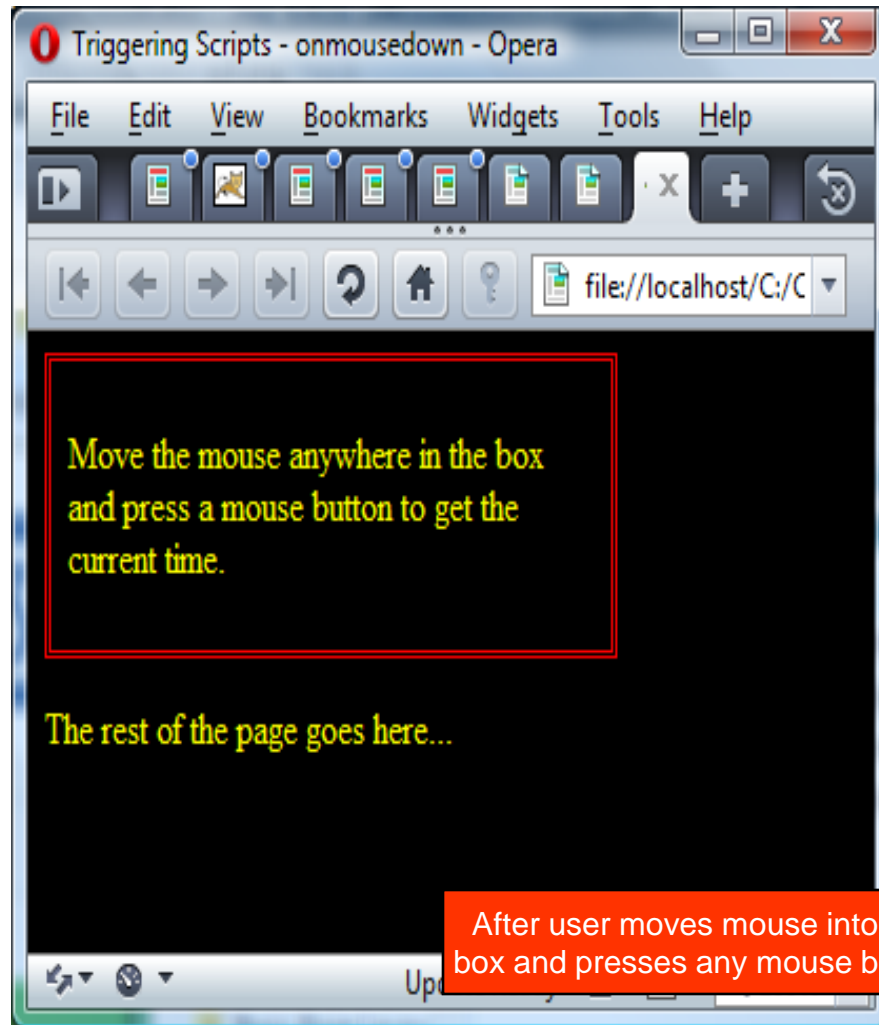 Triggering Scripts - onmousedown - Opera
File Edit View Bookmarks Widgets Tools Help
file://localhost/C:/C
Move the mouse anywhere in the box
and press a mouse button to get the
current time.
The rest of the page goes here...
After user moves mouse into
box and presses any mouse b
Up